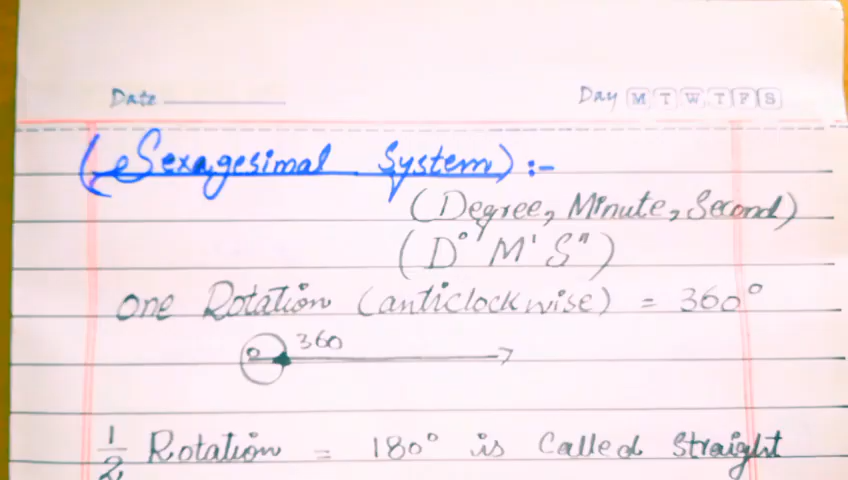 Date
Day M T W T F S
(Sexagesimal System) :-
(Degree, Minute, Second)
(D° M' S")
One Rotation (anticlockwise) = 360°
0 360
1/2 Rotation = 180° is Called Straight